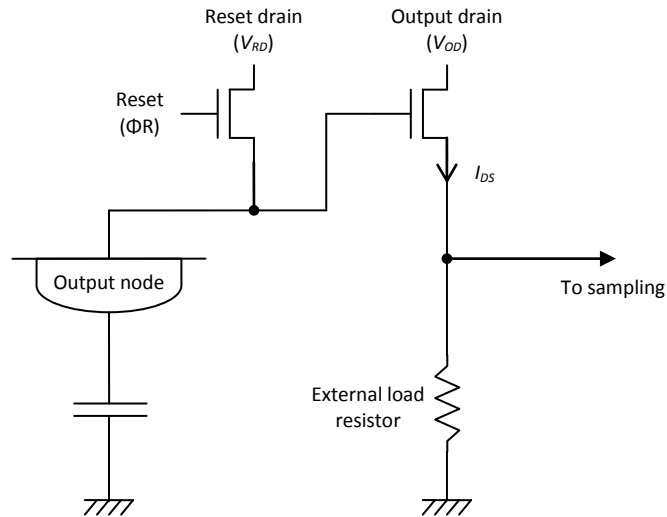 Reset drain
(VRD)
Output drain
(VOD)
Reset
(ΦR)
IDS
Output node
To sampling
External load
resistor